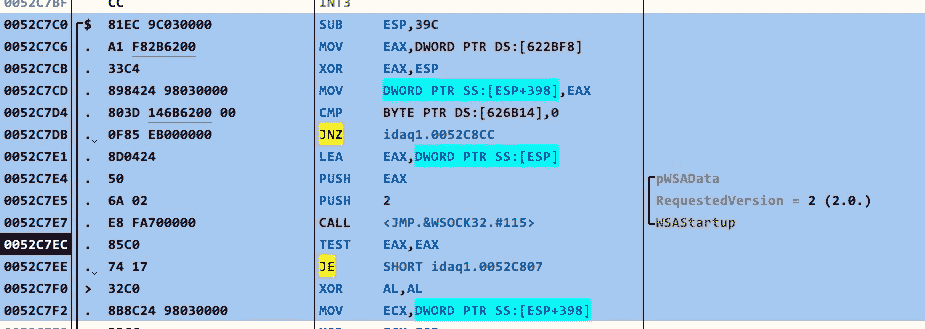 0052C7BF CC INT3
0052C7C0 $ 81EC 9C030000 SUB ESP,39C
0052C7C6 . A1 F82B6200 MOV EAX,DWORD PTR DS:[622BF8]
0052C7CB . 33C4 XOR EAX,ESP
0052C7CD . 898424 98030000 MOV DWORD PTR SS:[ESP+398],EAX
0052C7D4 . 803D 146B6200 00 CMP BYTE PTR DS:[626B14],0
0052C7DB . 0F85 EB000000 JNZ idaq1.0052C8CC
0052C7E1 . 8D0424 LEA EAX,DWORD PTR SS:[ESP]
0052C7E4 . 50 PUSH EAX pWSAData
0052C7E5 . 6A 02 PUSH 2 RequestedVersion = 2 (2.0.)
0052C7E7 . E8 FA700000 CALL <JMP.&WSOCK32.#115> WSAStartup
0052C7EC . 85C0 TEST EAX,EAX
0052C7EE . 74 17 JE SHORT idaq1.0052C807
0052C7F0 > 32C0 XOR AL,AL
0052C7F2 . 8B8C24 98030000 MOV ECX,DWORD PTR SS:[ESP+398]